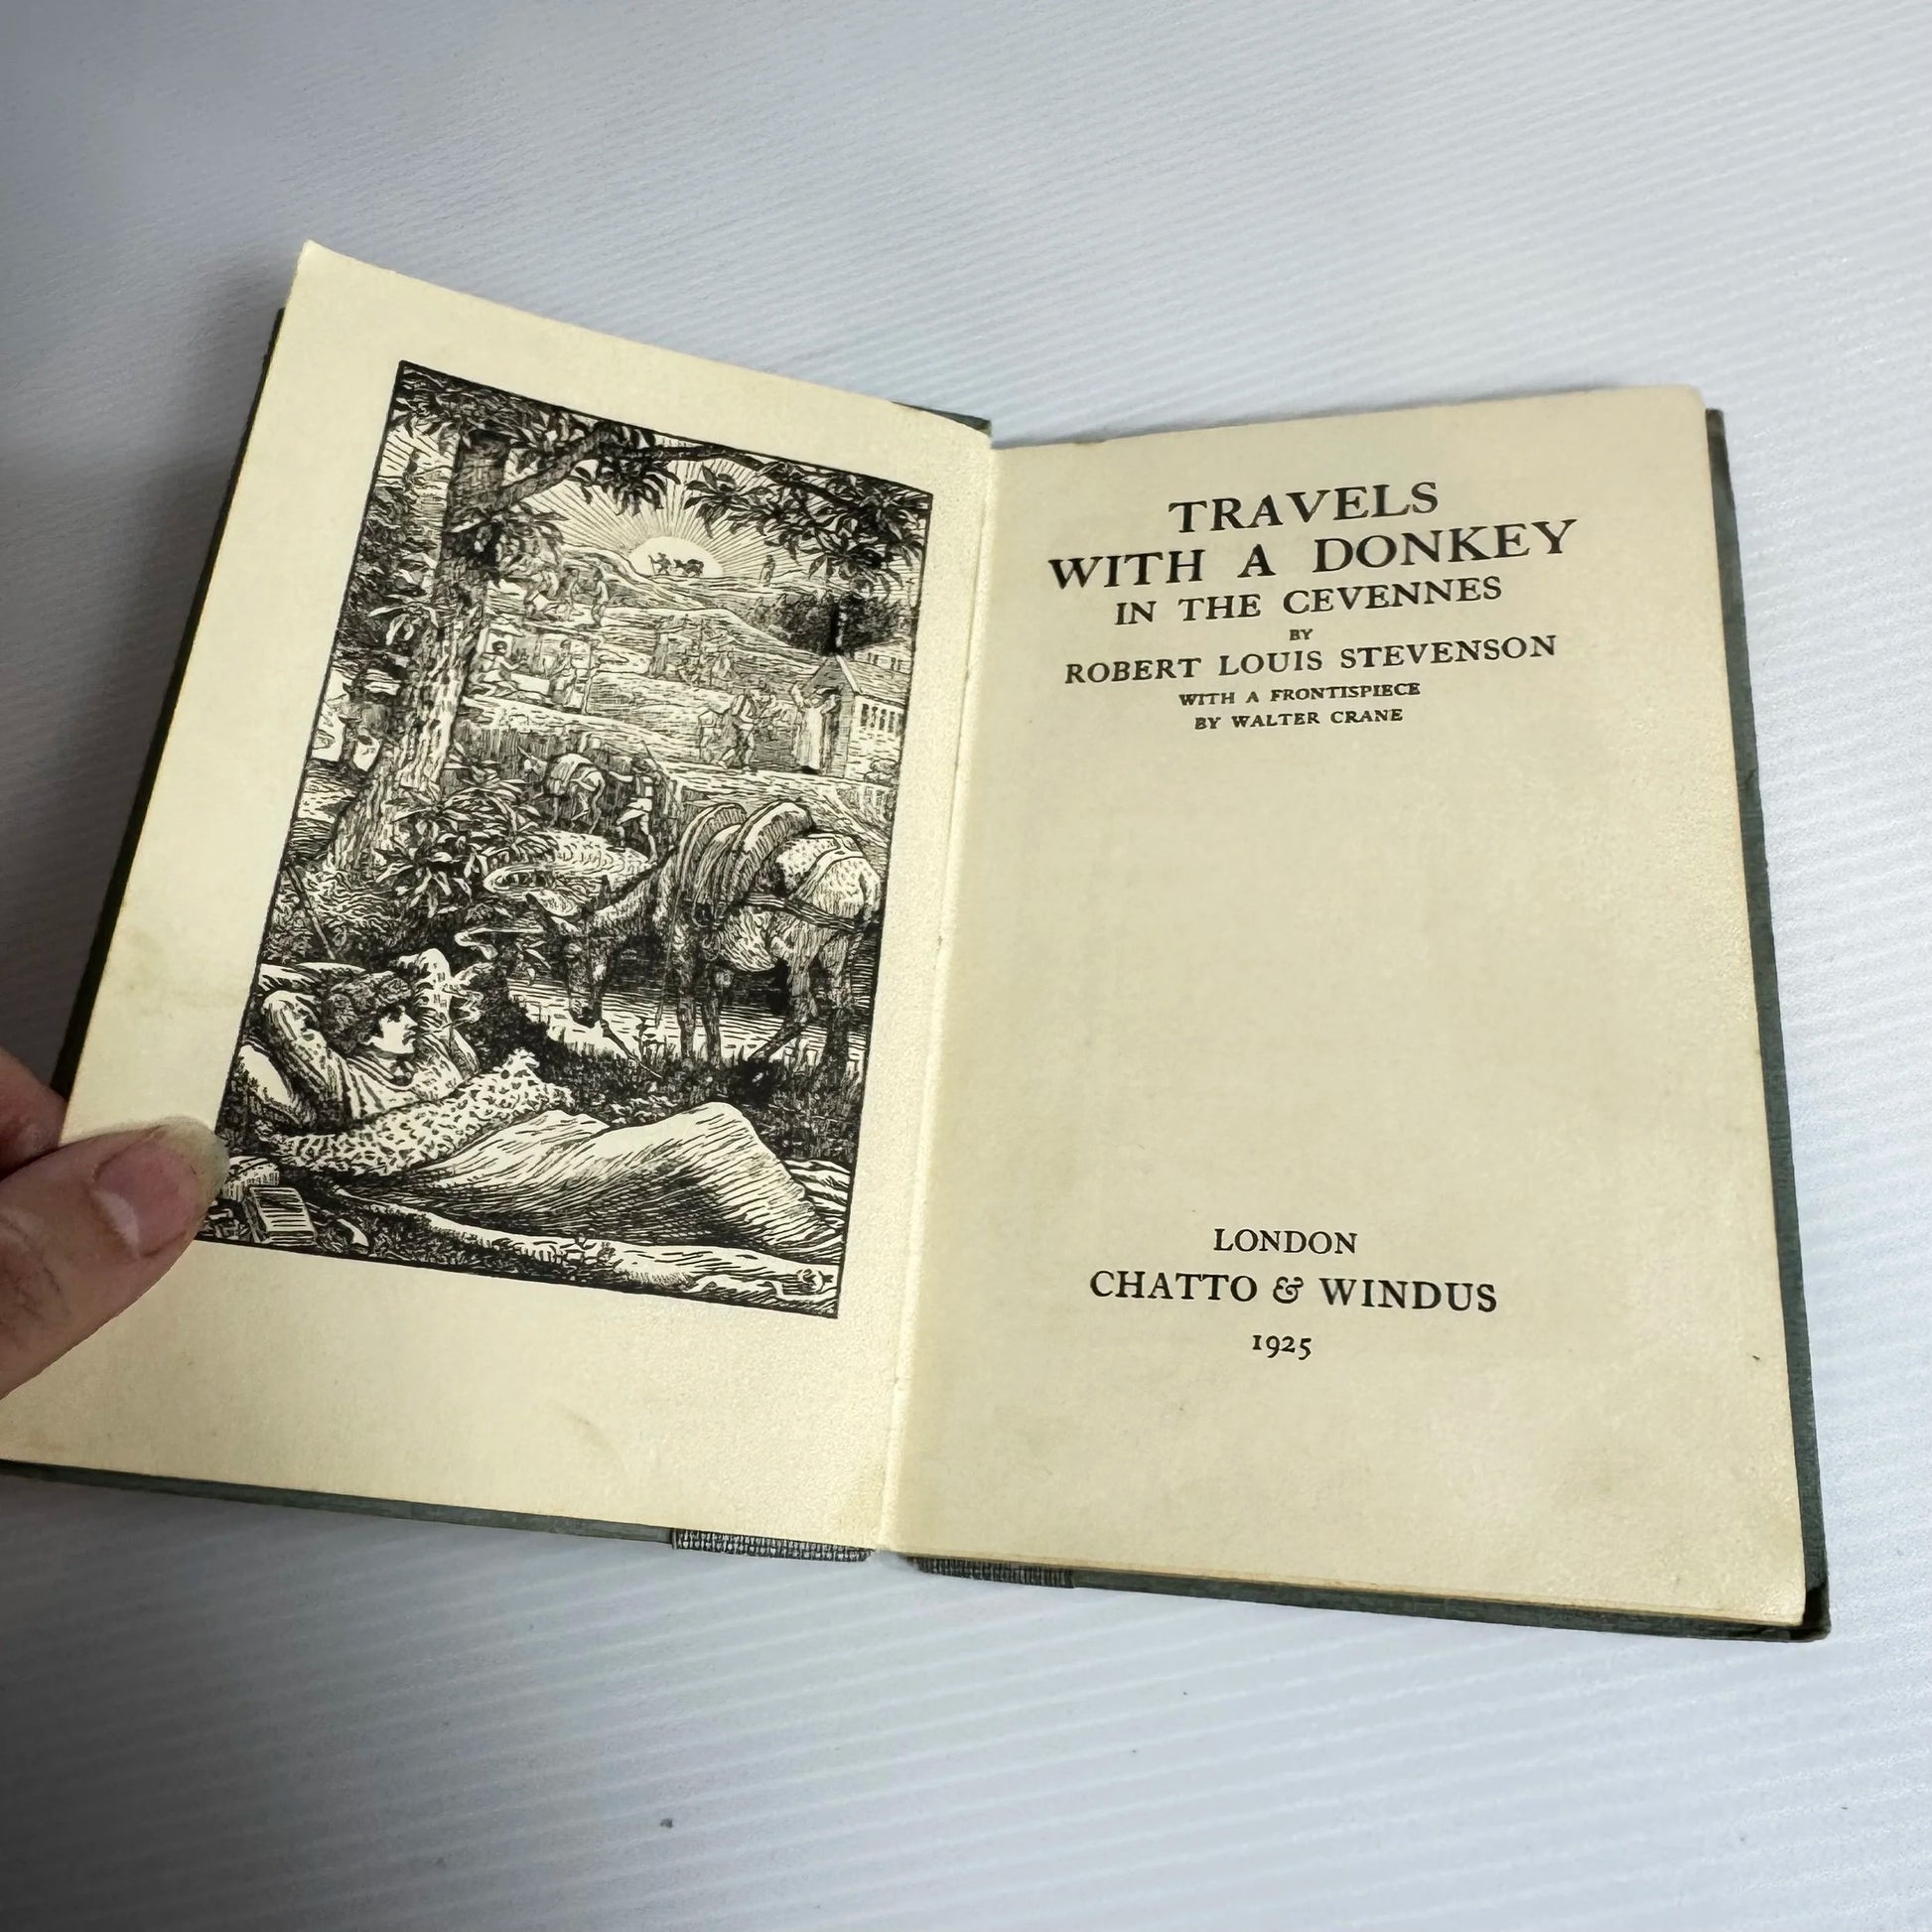 TRAVELS
WITH A DONKEY
IN THE CEVENNES
BY
ROBERT LOUIS STEVENSON
WITH A FRONTISPIECE
BY WALTER CRANE
LONDON
CHATTO & WINDUS
1925